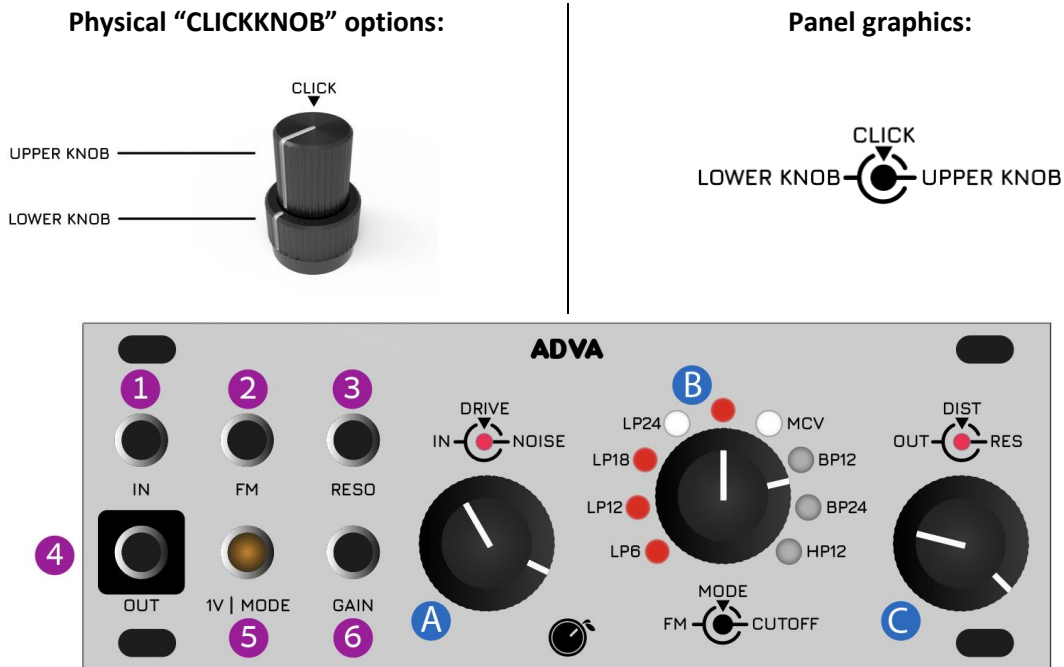 Physical “CLICKKNOB” options:
Panel graphics:
CLICK
UPPER KNOB
LOWER KNOB
CLICK
LOWER KNOB UPPER KNOB
ADVA
1 2 3
B
DRIVE
IN NOISE
LP24 MCV
DIST
OUT RES
LP18 BP12
IN FM RESO
LP12 BP24
4
LP6 HP12
OUT 1V | MODE GAIN
A
MODE
FM CUTOFF
C
5 6